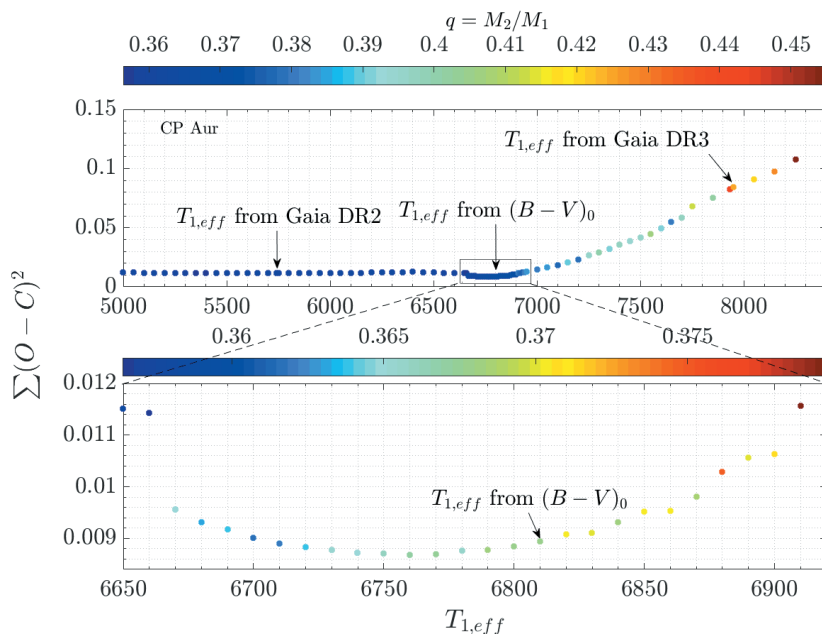 q = M_2/M_1
0.36 0.37 0.38 0.39 0.4 0.41 0.42 0.43 0.44 0.45
0.15
CP Aur
T_{1,eff} from Gaia DR3
0.1
T_{1,eff} from Gaia DR2
T_{1,eff} from (B − V)_0
0.05
0
5000 5500 6000 6500 7000 7500 8000
∑(O − C)^2
0.36 0.365 0.37 0.375
0.012
0.011
0.01
T_{1,eff} from (B − V)_0
0.009
6650 6700 6750 6800 6850 6900
T_{1,eff}